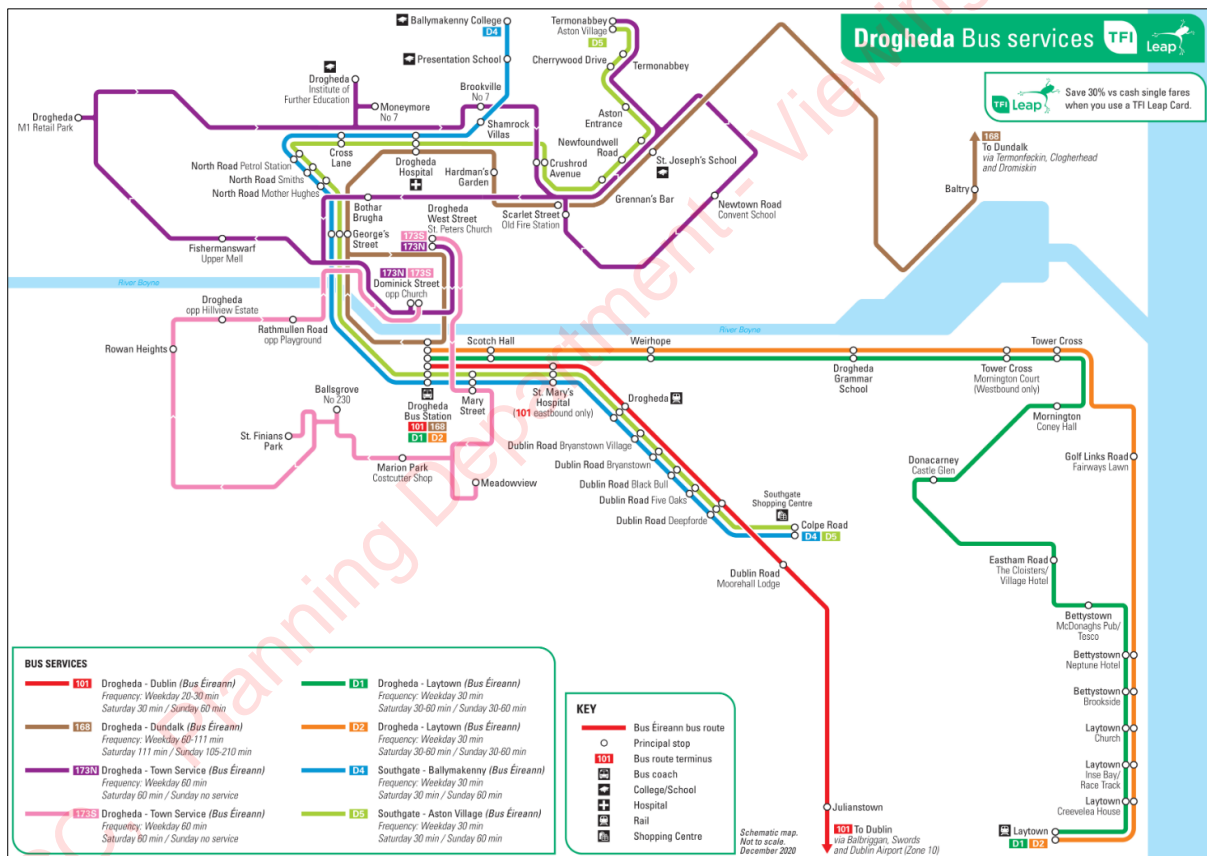 Drogheda Bus services
TFI
Leap
TFI Leap
Save 30% vs cash single fares
when you use a TFI Leap Card.
Ballymakenny College
D4
Presentation School
Termonabbey
Aston Village
D5
Cherrywood Drive
Termonabbey
Drogheda
Institute of
Further Education
Moneymore
No 7
Brookville
No 7
Drogheda
M1 Retail Park
Shamrock
Villas
Aston
Entrance
Newfoundwell
Road
Cross
Lane
Drogheda
Hospital
North Road Petrol Station
North Road Smiths
North Road Mother Hughes
Hardman's
Garden
Crushrod
Avenue
St. Joseph's School
Grennan's Bar
Newtown Road
Convent School
168
To Dundalk
via Termonfeckin, Clogherhead
and Dromiskin
Baltry
Bothar
Brugha
Drogheda
West Street
St. Peters Church
173S
173N
Scarlet Street
Old Fire Station
George's
Street
Fishermanswarf
Upper Mell
173N 173S
Dominick Street
opp Church
River Boyne
River Boyne
Drogheda
opp Hillview Estate
Rathmullen Road
opp Playground
Rowan Heights
Ballsgrove
No 230
St. Finians
Park
Marion Park
Costcutter Shop
Meadowview
Scotch Hall
Weirhope
Tower Cross
Drogheda
Grammar
School
Tower Cross
Mornington Court
(Westbound only)
Drogheda
Bus Station
101 168
D1 D2
Mary
Street
St. Mary's
Hospital
(101
eastbound only)
Drogheda
Dublin Road Bryanstown Village
Dublin Road Bryanstown
Dublin Road Black Bull
Dublin Road Five Oaks
Dublin Road Deepforde
Southgate
Shopping Centre
Colpe Road
D4 D5
Dublin Road
Moorehall Lodge
Mornington
Coney Hall
Donacarney
Castle Glen
Golf Links Road
Fairways Lawn
Eastham Road
The Cloisters/
Village Hotel
Bettystown
McDonaghs Pub/
Tesco
Bettystown
Neptune Hotel
Bettystown
Brookside
Laytown
Church
Laytown
Inse Bay/
Race Track
Laytown
Creevelea House
Laytown
D1 D2
Julianstown
101 To Dublin
via Balbriggan, Swords
and Dublin Airport (Zone 10)
Schematic map.
Not to scale.
December 2020
BUS SERVICES
101 Drogheda - Dublin (Bus Éireann)
Frequency: Weekday 20-30 min
Saturday 30 min / Sunday 60 min
168 Drogheda - Dundalk (Bus Éireann)
Frequency: Weekday 60-111 min
Saturday 111 min / Sunday 105-210 min
173N Drogheda - Town Service (Bus Éireann)
Frequency: Weekday 60 min
Saturday 60 min / Sunday no service
173S Drogheda - Town Service (Bus Éireann)
Frequency: Weekday 60 min
Saturday 60 min / Sunday no service
D1 Drogheda - Laytown (Bus Éireann)
Frequency: Weekday 30 min
Saturday 30-60 min / Sunday 30-60 min
D2 Drogheda - Laytown (Bus Éireann)
Frequency: Weekday 30 min
Saturday 30-60 min / Sunday 30-60 min
D4 Southgate - Ballymakenny (Bus Éireann)
Frequency: Weekday 30 min
Saturday 30 min / Sunday 60 min
D5 Southgate - Aston Village (Bus Éireann)
Frequency: Weekday 30 min
Saturday 30 min / Sunday 60 min
KEY
Bus Éireann bus route
Principal stop
101 Bus route terminus
Bus coach
College/School
Hospital
Rail
Shopping Centre
Planning Department - Viewing